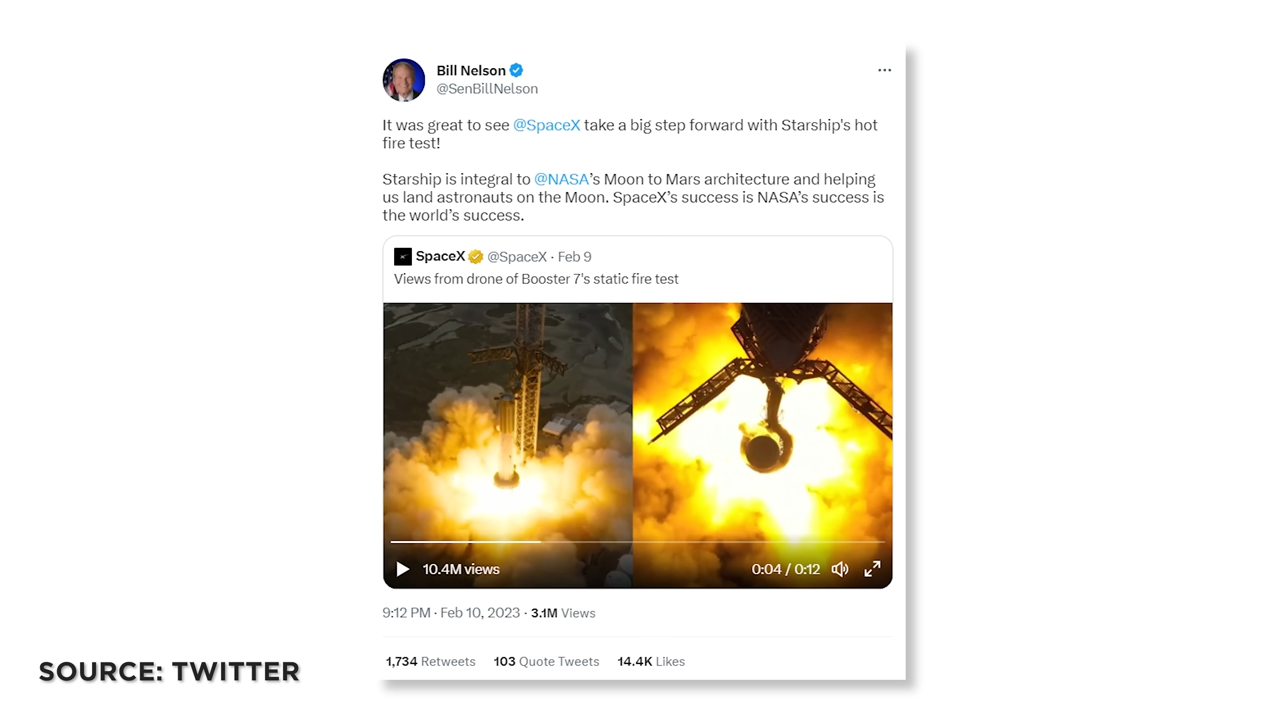 Bill Nelson
@SenBillNelson
It was great to see @SpaceX take a big step forward with Starship's hot
fire test!
Starship is integral to @NASA’s Moon to Mars architecture and helping
us land astronauts on the Moon. SpaceX’s success is NASA’s success is
the world’s success.
SpaceX @SpaceX · Feb 9
Views from drone of Booster 7's static fire test
10.4M views 0:04 / 0:12
9:12 PM · Feb 10, 2023 · 3.1M Views
1,734 Retweets 103 Quote Tweets 14.4K Likes
SOURCE: TWITTER